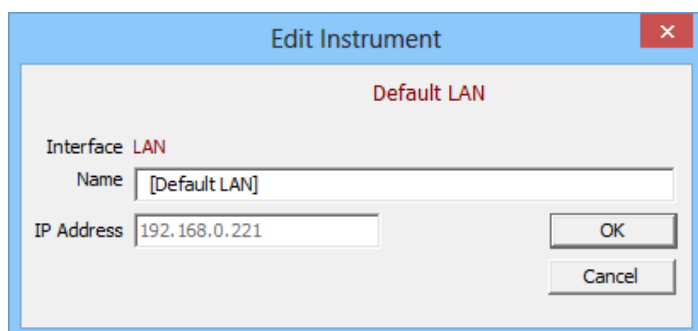 Edit Instrument
Default LAN
Interface LAN
Name [Default LAN]
IP Address 192.168.0.221
OK
Cancel